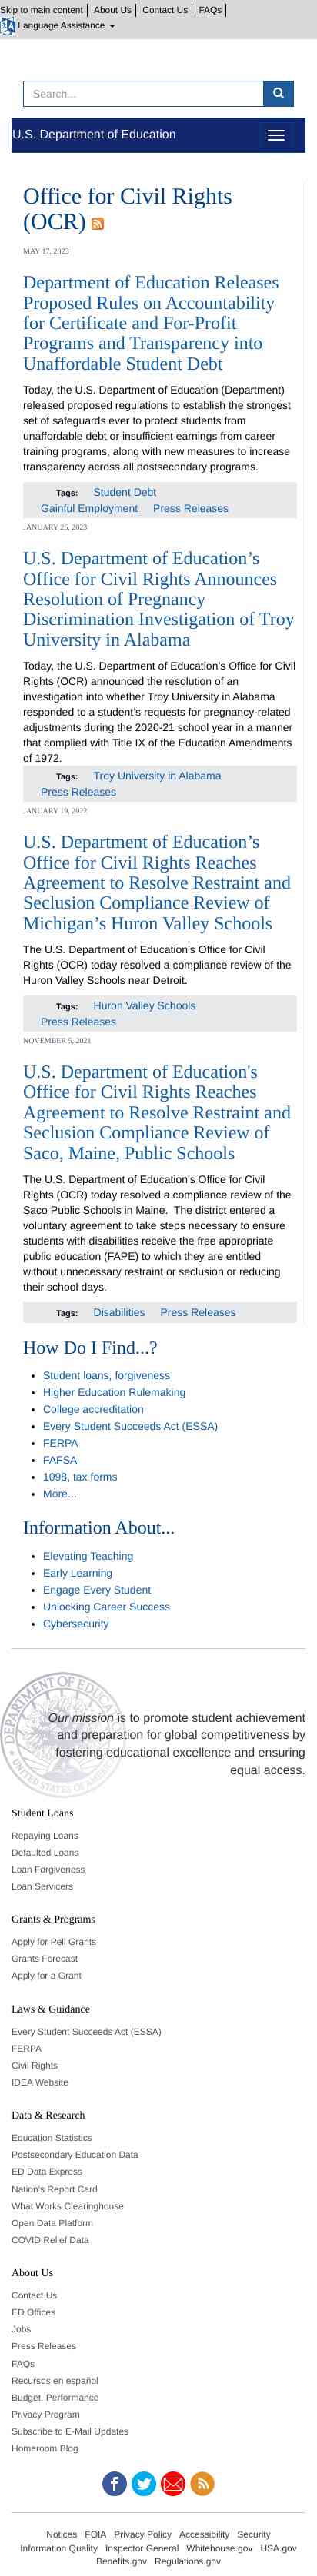 Skip to main content About Us Contact Us FAQs
Language Assistance
Search...
U.S. Department of Education
Office for Civil Rights
(OCR)
MAY 17, 2023
Department of Education Releases
Proposed Rules on Accountability
for Certificate and For-Profit
Programs and Transparency into
Unaffordable Student Debt
Today, the U.S. Department of Education (Department)
released proposed regulations to establish the strongest
set of safeguards ever to protect students from
unaffordable debt or insufficient earnings from career
training programs, along with new measures to increase
transparency across all postsecondary programs.
Tags: Student Debt
Gainful Employment Press Releases
JANUARY 26, 2023
U.S. Department of Education’s
Office for Civil Rights Announces
Resolution of Pregnancy
Discrimination Investigation of Troy
University in Alabama
Today, the U.S. Department of Education’s Office for Civil
Rights (OCR) announced the resolution of an
investigation into whether Troy University in Alabama
responded to a student’s requests for pregnancy-related
adjustments during the 2020-21 school year in a manner
that complied with Title IX of the Education Amendments
of 1972.
Tags: Troy University in Alabama
Press Releases
JANUARY 19, 2022
U.S. Department of Education’s
Office for Civil Rights Reaches
Agreement to Resolve Restraint and
Seclusion Compliance Review of
Michigan’s Huron Valley Schools
The U.S. Department of Education’s Office for Civil
Rights (OCR) today resolved a compliance review of the
Huron Valley Schools near Detroit.
Tags: Huron Valley Schools
Press Releases
NOVEMBER 5, 2021
U.S. Department of Education's
Office for Civil Rights Reaches
Agreement to Resolve Restraint and
Seclusion Compliance Review of
Saco, Maine, Public Schools
The U.S. Department of Education's Office for Civil
Rights (OCR) today resolved a compliance review of the
Saco Public Schools in Maine.  The district entered a
voluntary agreement to take steps necessary to ensure
students with disabilities receive the free appropriate
public education (FAPE) to which they are entitled
without unnecessary restraint or seclusion or reducing
their school days.
Tags: Disabilities Press Releases
How Do I Find...?
Student loans, forgiveness
Higher Education Rulemaking
College accreditation
Every Student Succeeds Act (ESSA)
FERPA
FAFSA
1098, tax forms
More...
Information About...
Elevating Teaching
Early Learning
Engage Every Student
Unlocking Career Success
Cybersecurity
Our mission is to promote student achievement
and preparation for global competitiveness by
fostering educational excellence and ensuring
equal access.
Student Loans
Repaying Loans
Defaulted Loans
Loan Forgiveness
Loan Servicers
Grants & Programs
Apply for Pell Grants
Grants Forecast
Apply for a Grant
Laws & Guidance
Every Student Succeeds Act (ESSA)
FERPA
Civil Rights
IDEA Website
Data & Research
Education Statistics
Postsecondary Education Data
ED Data Express
Nation's Report Card
What Works Clearinghouse
Open Data Platform
COVID Relief Data
About Us
Contact Us
ED Offices
Jobs
Press Releases
FAQs
Recursos en español
Budget, Performance
Privacy Program
Subscribe to E-Mail Updates
Homeroom Blog
Notices FOIA Privacy Policy Accessibility Security
Information Quality Inspector General Whitehouse.gov USA.gov
Benefits.gov Regulations.gov